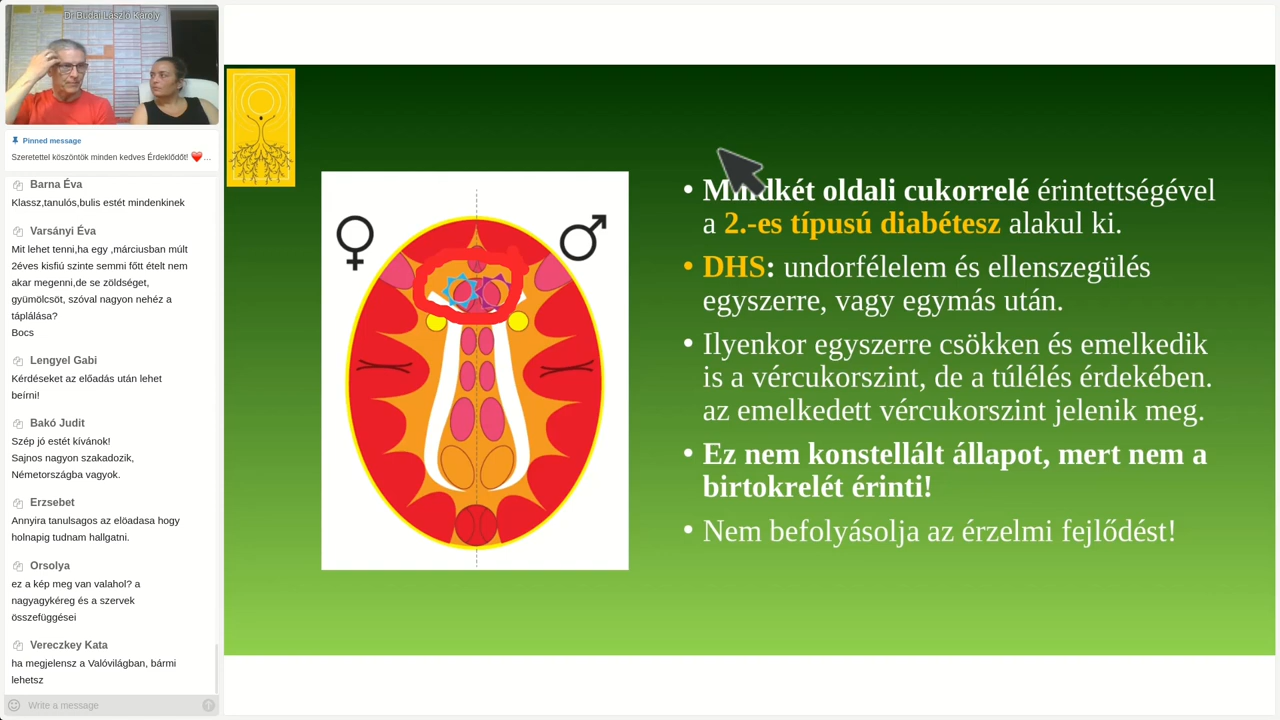 Dr Budai László Károly
Pinned message
Szeretettel köszöntök minden kedves Érdeklődőt! ❤️...
Barna Éva
Klassz,tanulós,bulis estét mindenkinek
Varsányi Éva
Mit lehet tenni,ha egy ,márciusban múlt
2éves kisfiú szinte semmi főtt ételt nem
akar megenni,de se zöldséget,
gyümölcsöt, szóval nagyon nehéz a
táplálása?
Bocs
Lengyel Gabi
Kérdéseket az előadás után lehet
beírni!
Bakó Judit
Szép jó estét kívánok!
Sajnos nagyon szakadozik,
Németországba vagyok.
Erzsebet
Annyira tanulsagos az elöadasa hogy
holnapig tudnam hallgatni.
Orsolya
ez a kép meg van valahol? a
nagyagykéreg és a szervek
összefüggései
Vereczkey Kata
ha megjelensz a Valóvilágban, bármi
lehetsz
Write a message
• Mindkét oldali cukorrelé érintettségével
a 2.-es típusú diabétesz alakul ki.
• DHS: undorfélelem és ellenszegülés
egyszerre, vagy egymás után.
• Ilyenkor egyszerre csökken és emelkedik
is a vércukorszint, de a túlélés érdekében.
az emelkedett vércukorszint jelenik meg.
• Ez nem konstellált állapot, mert nem a
birtokrelét érinti!
• Nem befolyásolja az érzelmi fejlődést!